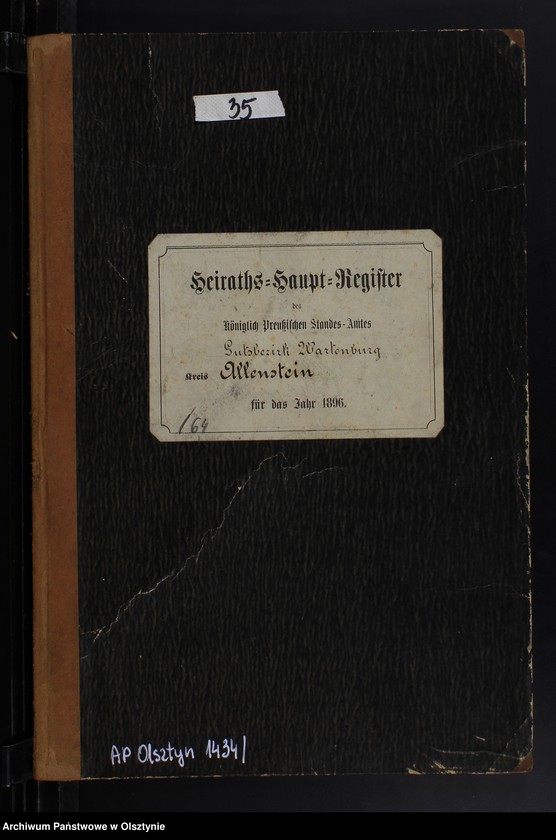 35
Heiraths=Haupt=Register
des
Königlich Preußischen Standes-Amtes
Gutsbezirk Wartenburg
Kreis Allenstein
für das Jahr 1896.
/64
AP Olsztyn 1434/
Archiwum Państwowe w Olsztynie